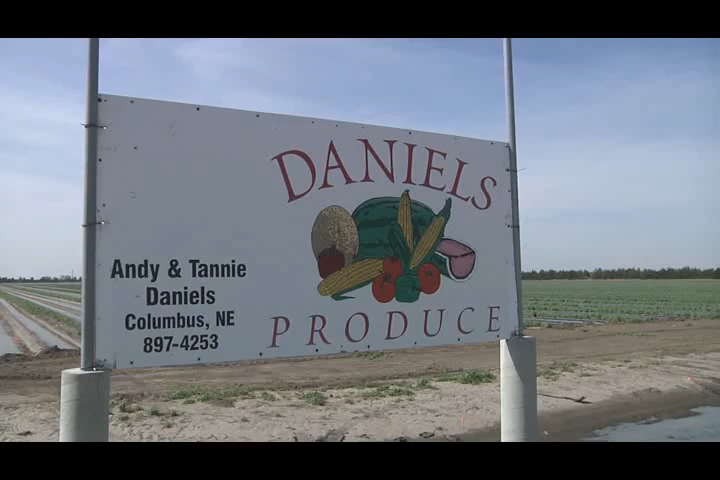 DANIELS
PRODUCE
Andy & Tannie
Daniels
Columbus, NE
897-4253